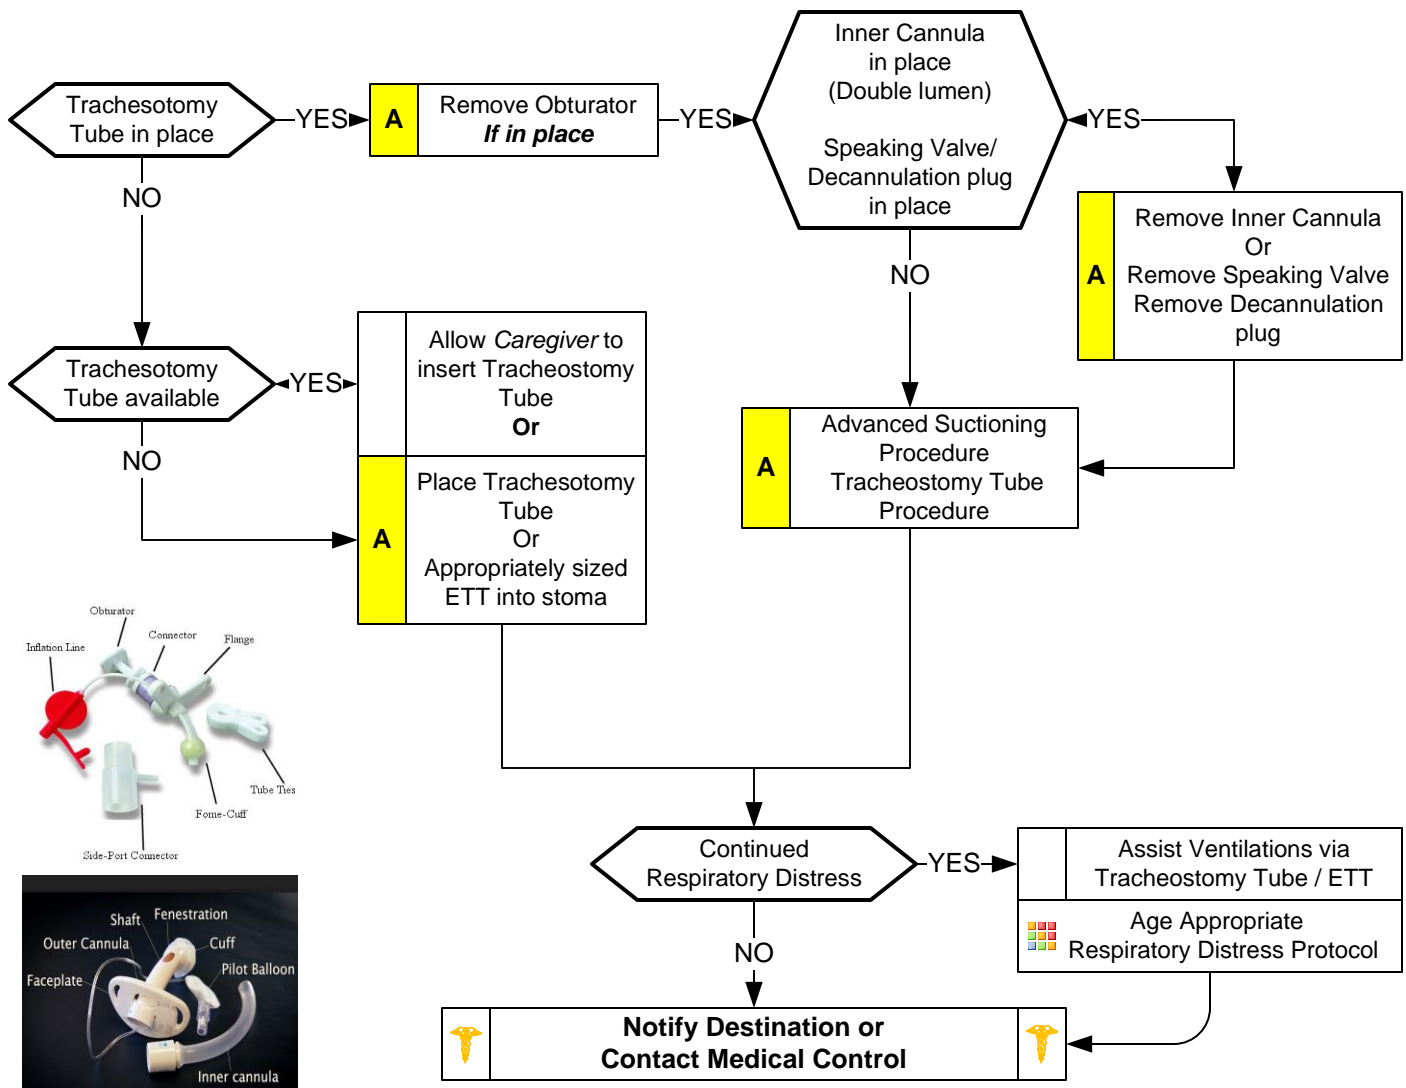 Trachesotomy
Tube in place
YES
A
Remove Obturator
If in place
YES
Inner Cannula
in place
(Double lumen)
Speaking Valve/
Decannulation plug
in place
YES
NO
NO
A
Remove Inner Cannula
Or
Remove Speaking Valve
Remove Decannulation
plug
Trachesotomy
Tube available
YES
Allow Caregiver to
insert Tracheostomy
Tube
Or
NO
A
Place Trachesotomy
Tube
Or
Appropriately sized
ETT into stoma
A
Advanced Suctioning
Procedure
Tracheostomy Tube
Procedure
Obturator
Connector
Flange
Inflation Line
Tube Ties
Fome-Cuff
Side-Port Connector
Continued
Respiratory Distress
YES
Assist Ventilations via
Tracheostomy Tube / ETT
Age Appropriate
Respiratory Distress Protocol
NO
Shaft
Fenestration
Outer Cannula
Cuff
Faceplate
Pilot Balloon
Inner cannula
Notify Destination or
Contact Medical Control